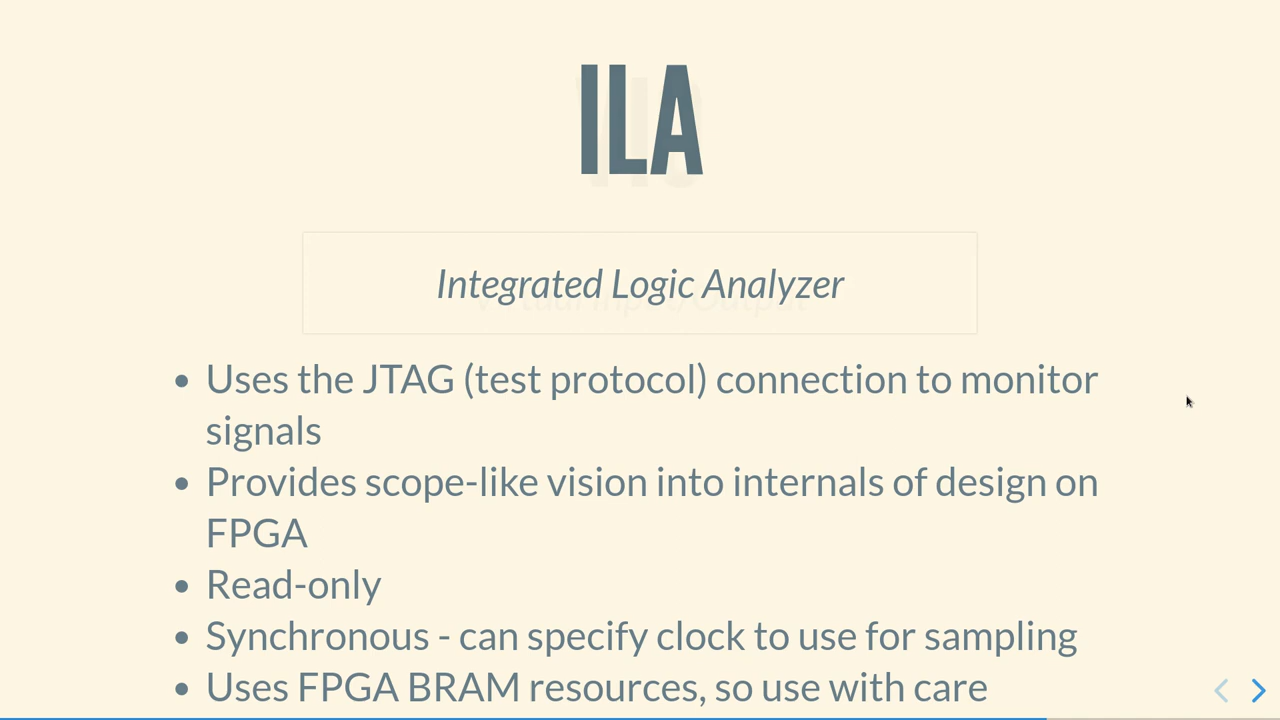 ILA
Integrated Logic Analyzer
Uses the JTAG (test protocol) connection to monitor
signals
Provides scope-like vision into internals of design on
FPGA
Read-only
Synchronous - can specify clock to use for sampling
Uses FPGA BRAM resources, so use with care